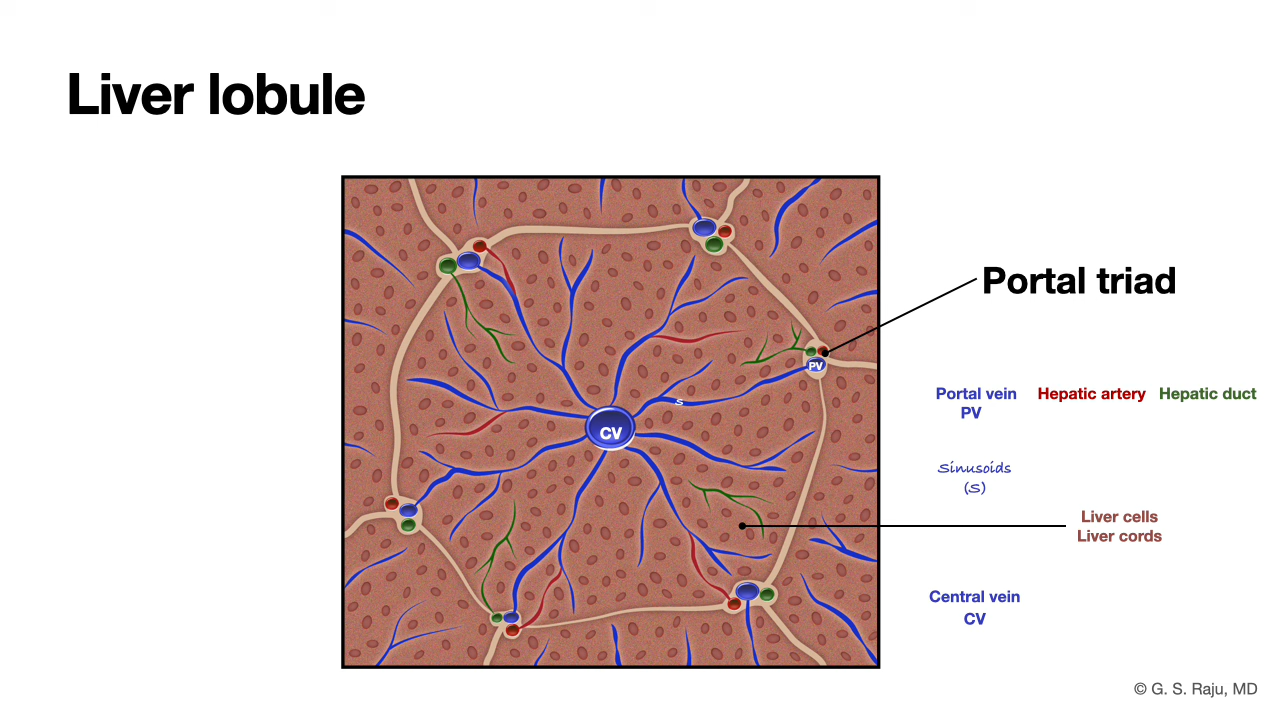 Liver lobule
Portal triad
PV
Portal vein
PV
Hepatic artery
Hepatic duct
s
CV
Sinusoids
(S)
Liver cells
Liver cords
Central vein
CV
© G. S. Raju, MD